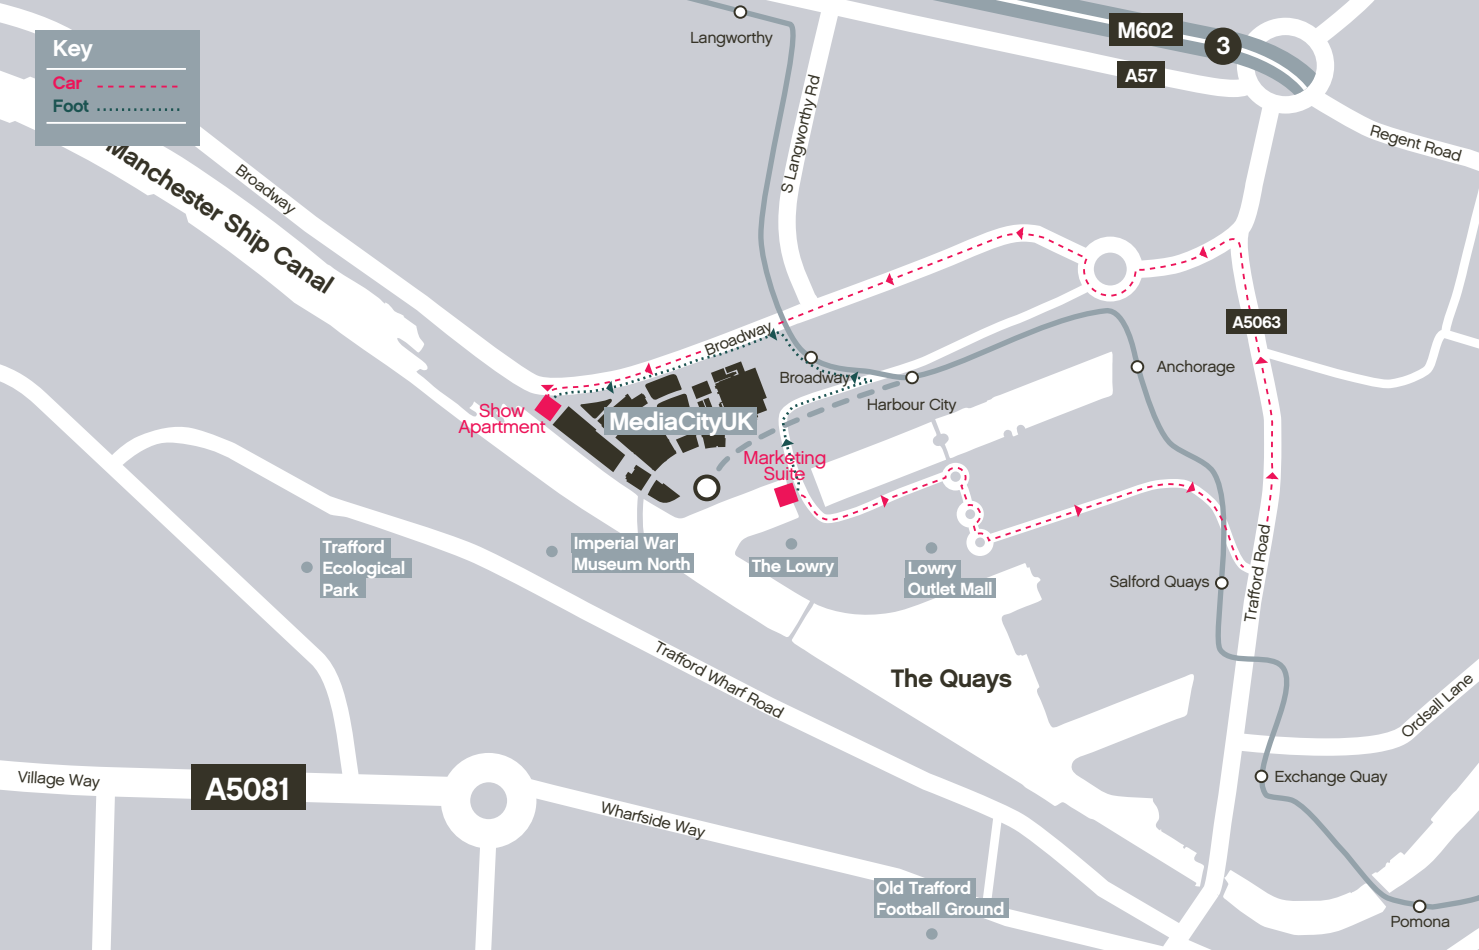 Key
Car
Foot
Langworthy
M602
3
A57
Regent Road
S Langworthy Rd
Broadway
Manchester Ship Canal
A5063
Broadway
Broadway
Harbour City
Anchorage
Show
Apartment
MediaCityUK
Marketing
Suite
Trafford
Ecological
Park
Imperial War
Museum North
The Lowry
Lowry
Outlet Mall
Salford Quays
Trafford Road
The Quays
Trafford Wharf Road
Ordsall Lane
Village Way
A5081
Exchange Quay
Wharfside Way
Old Trafford
Football Ground
Pomona